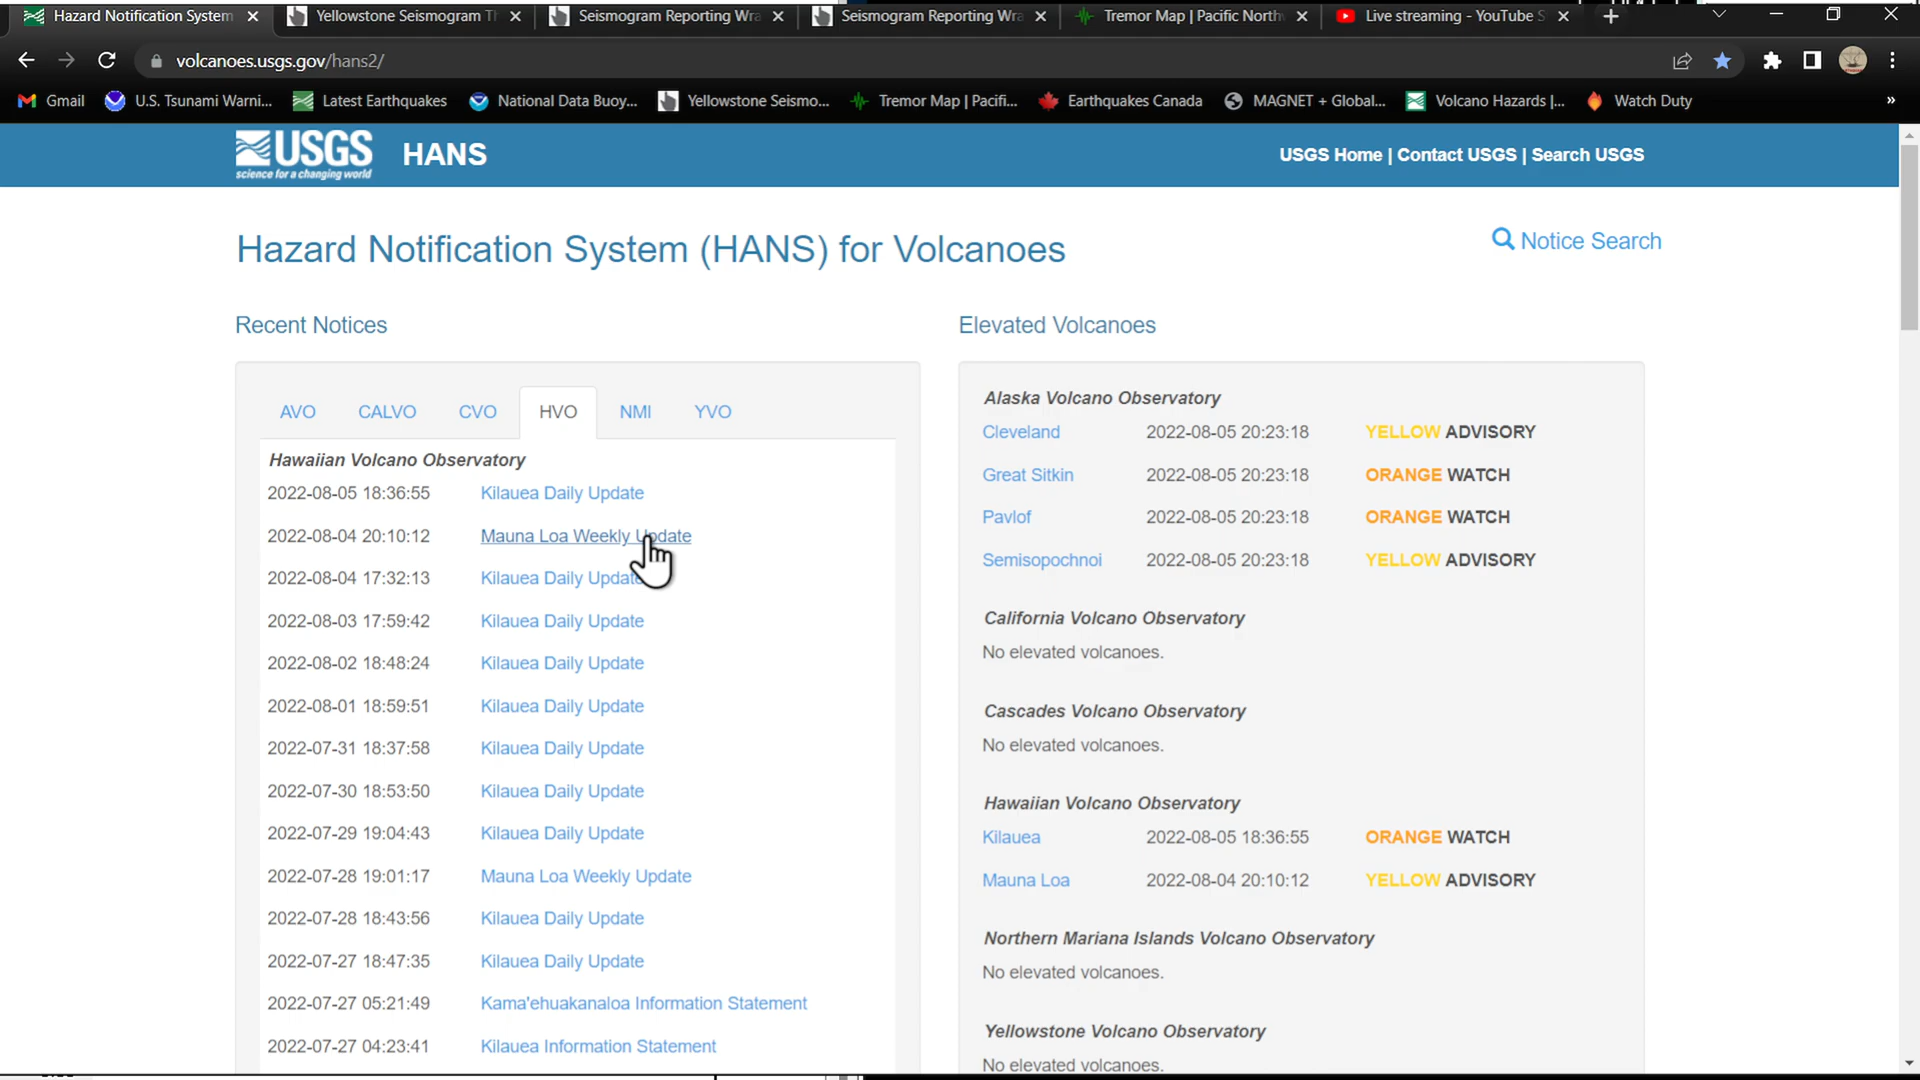 Hazard Notification System
Yellowstone Seismogram Th
Seismogram Reporting Wra
Seismogram Reporting Wra
Tremor Map | Pacific North
Live streaming - YouTube S
volcanoes.usgs.gov/hans2/
Gmail
U.S. Tsunami Warni...
Latest Earthquakes
National Data Buoy...
Yellowstone Seismo...
Tremor Map | Pacifi...
Earthquakes Canada
MAGNET + Global...
Volcano Hazards |...
Watch Duty
»
USGS
science for a changing world
HANS
USGS Home | Contact USGS | Search USGS
Hazard Notification System (HANS) for Volcanoes
Notice Search
Recent Notices
AVO CALVO CVO HVO NMI YVO
Hawaiian Volcano Observatory
2022-08-05 18:36:55 Kilauea Daily Update
2022-08-04 20:10:12 Mauna Loa Weekly Update
2022-08-04 17:32:13 Kilauea Daily Update
2022-08-03 17:59:42 Kilauea Daily Update
2022-08-02 18:48:24 Kilauea Daily Update
2022-08-01 18:59:51 Kilauea Daily Update
2022-07-31 18:37:58 Kilauea Daily Update
2022-07-30 18:53:50 Kilauea Daily Update
2022-07-29 19:04:43 Kilauea Daily Update
2022-07-28 19:01:17 Mauna Loa Weekly Update
2022-07-28 18:43:56 Kilauea Daily Update
2022-07-27 18:47:35 Kilauea Daily Update
2022-07-27 05:21:49 Kama'ehuakanaloa Information Statement
2022-07-27 04:23:41 Kilauea Information Statement
Elevated Volcanoes
Alaska Volcano Observatory
Cleveland 2022-08-05 20:23:18 YELLOW ADVISORY
Great Sitkin 2022-08-05 20:23:18 ORANGE WATCH
Pavlof 2022-08-05 20:23:18 ORANGE WATCH
Semisopochnoi 2022-08-05 20:23:18 YELLOW ADVISORY
California Volcano Observatory
No elevated volcanoes.
Cascades Volcano Observatory
No elevated volcanoes.
Hawaiian Volcano Observatory
Kilauea 2022-08-05 18:36:55 ORANGE WATCH
Mauna Loa 2022-08-04 20:10:12 YELLOW ADVISORY
Northern Mariana Islands Volcano Observatory
No elevated volcanoes.
Yellowstone Volcano Observatory
No elevated volcanoes.